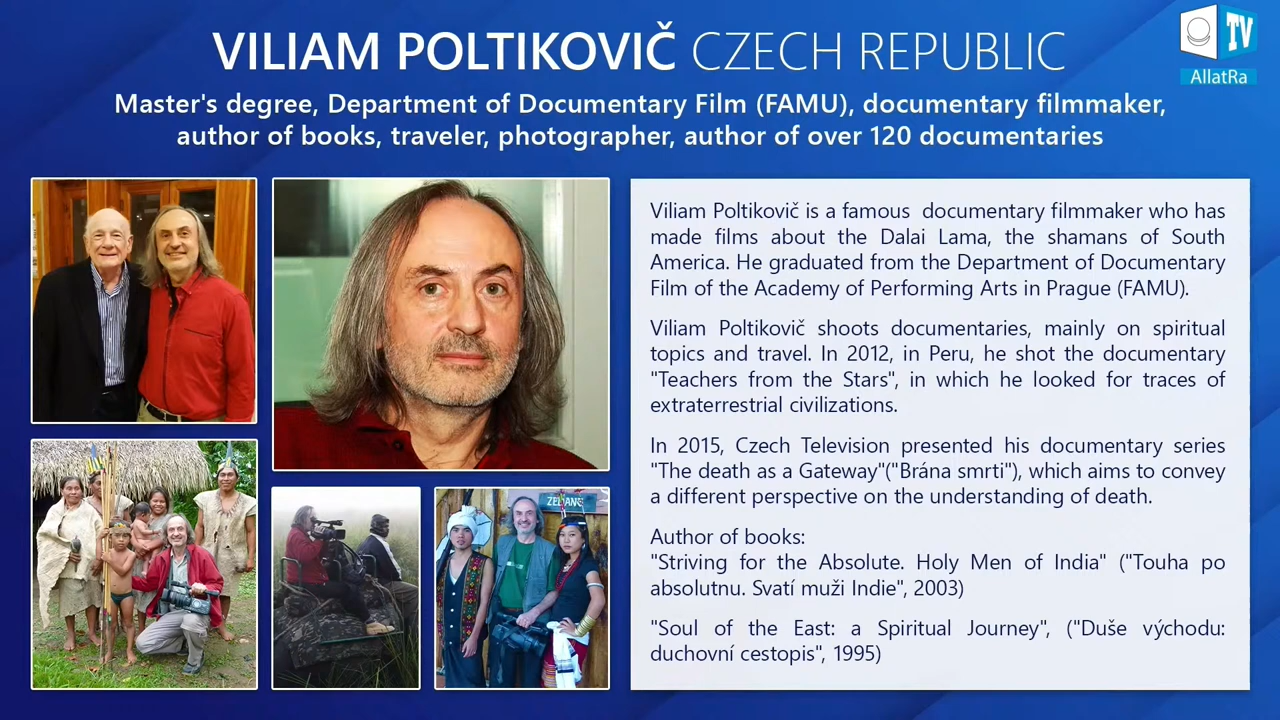 VILIAM POLTIKOVIČ CZECH REPUBLIC
TV
AllatRa
Master's degree, Department of Documentary Film (FAMU), documentary filmmaker,
author of books, traveler, photographer, author of over 120 documentaries
Viliam Poltikovič is a famous documentary filmmaker who has
made films about the Dalai Lama, the shamans of South
America. He graduated from the Department of Documentary
Film of the Academy of Performing Arts in Prague (FAMU).
Viliam Poltikovič shoots documentaries, mainly on spiritual
topics and travel. In 2012, in Peru, he shot the documentary
"Teachers from the Stars", in which he looked for traces of
extraterrestrial civilizations.
In 2015, Czech Television presented his documentary series
"The death as a Gateway"("Brána smrti"), which aims to convey
a different perspective on the understanding of death.
Author of books:
"Striving for the Absolute. Holy Men of India" ("Touha po
absolutnu. Svatí muži Indie", 2003)
"Soul of the East: a Spiritual Journey", ("Duše východu:
duchovní cestopis", 1995)